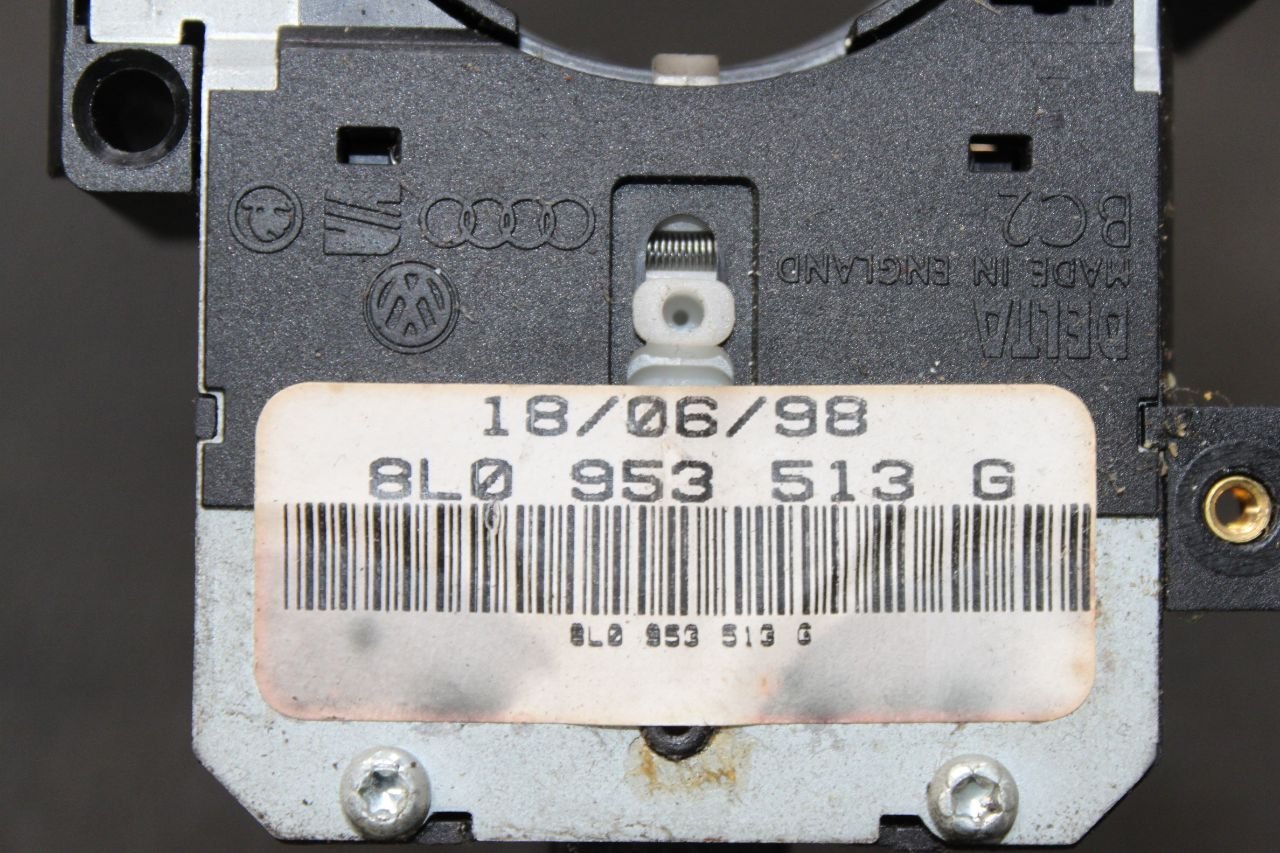 BC2
MADE IN ENGLAND
DELTA
18/06/98
8L0 953 513 G
8L0 953 513 G